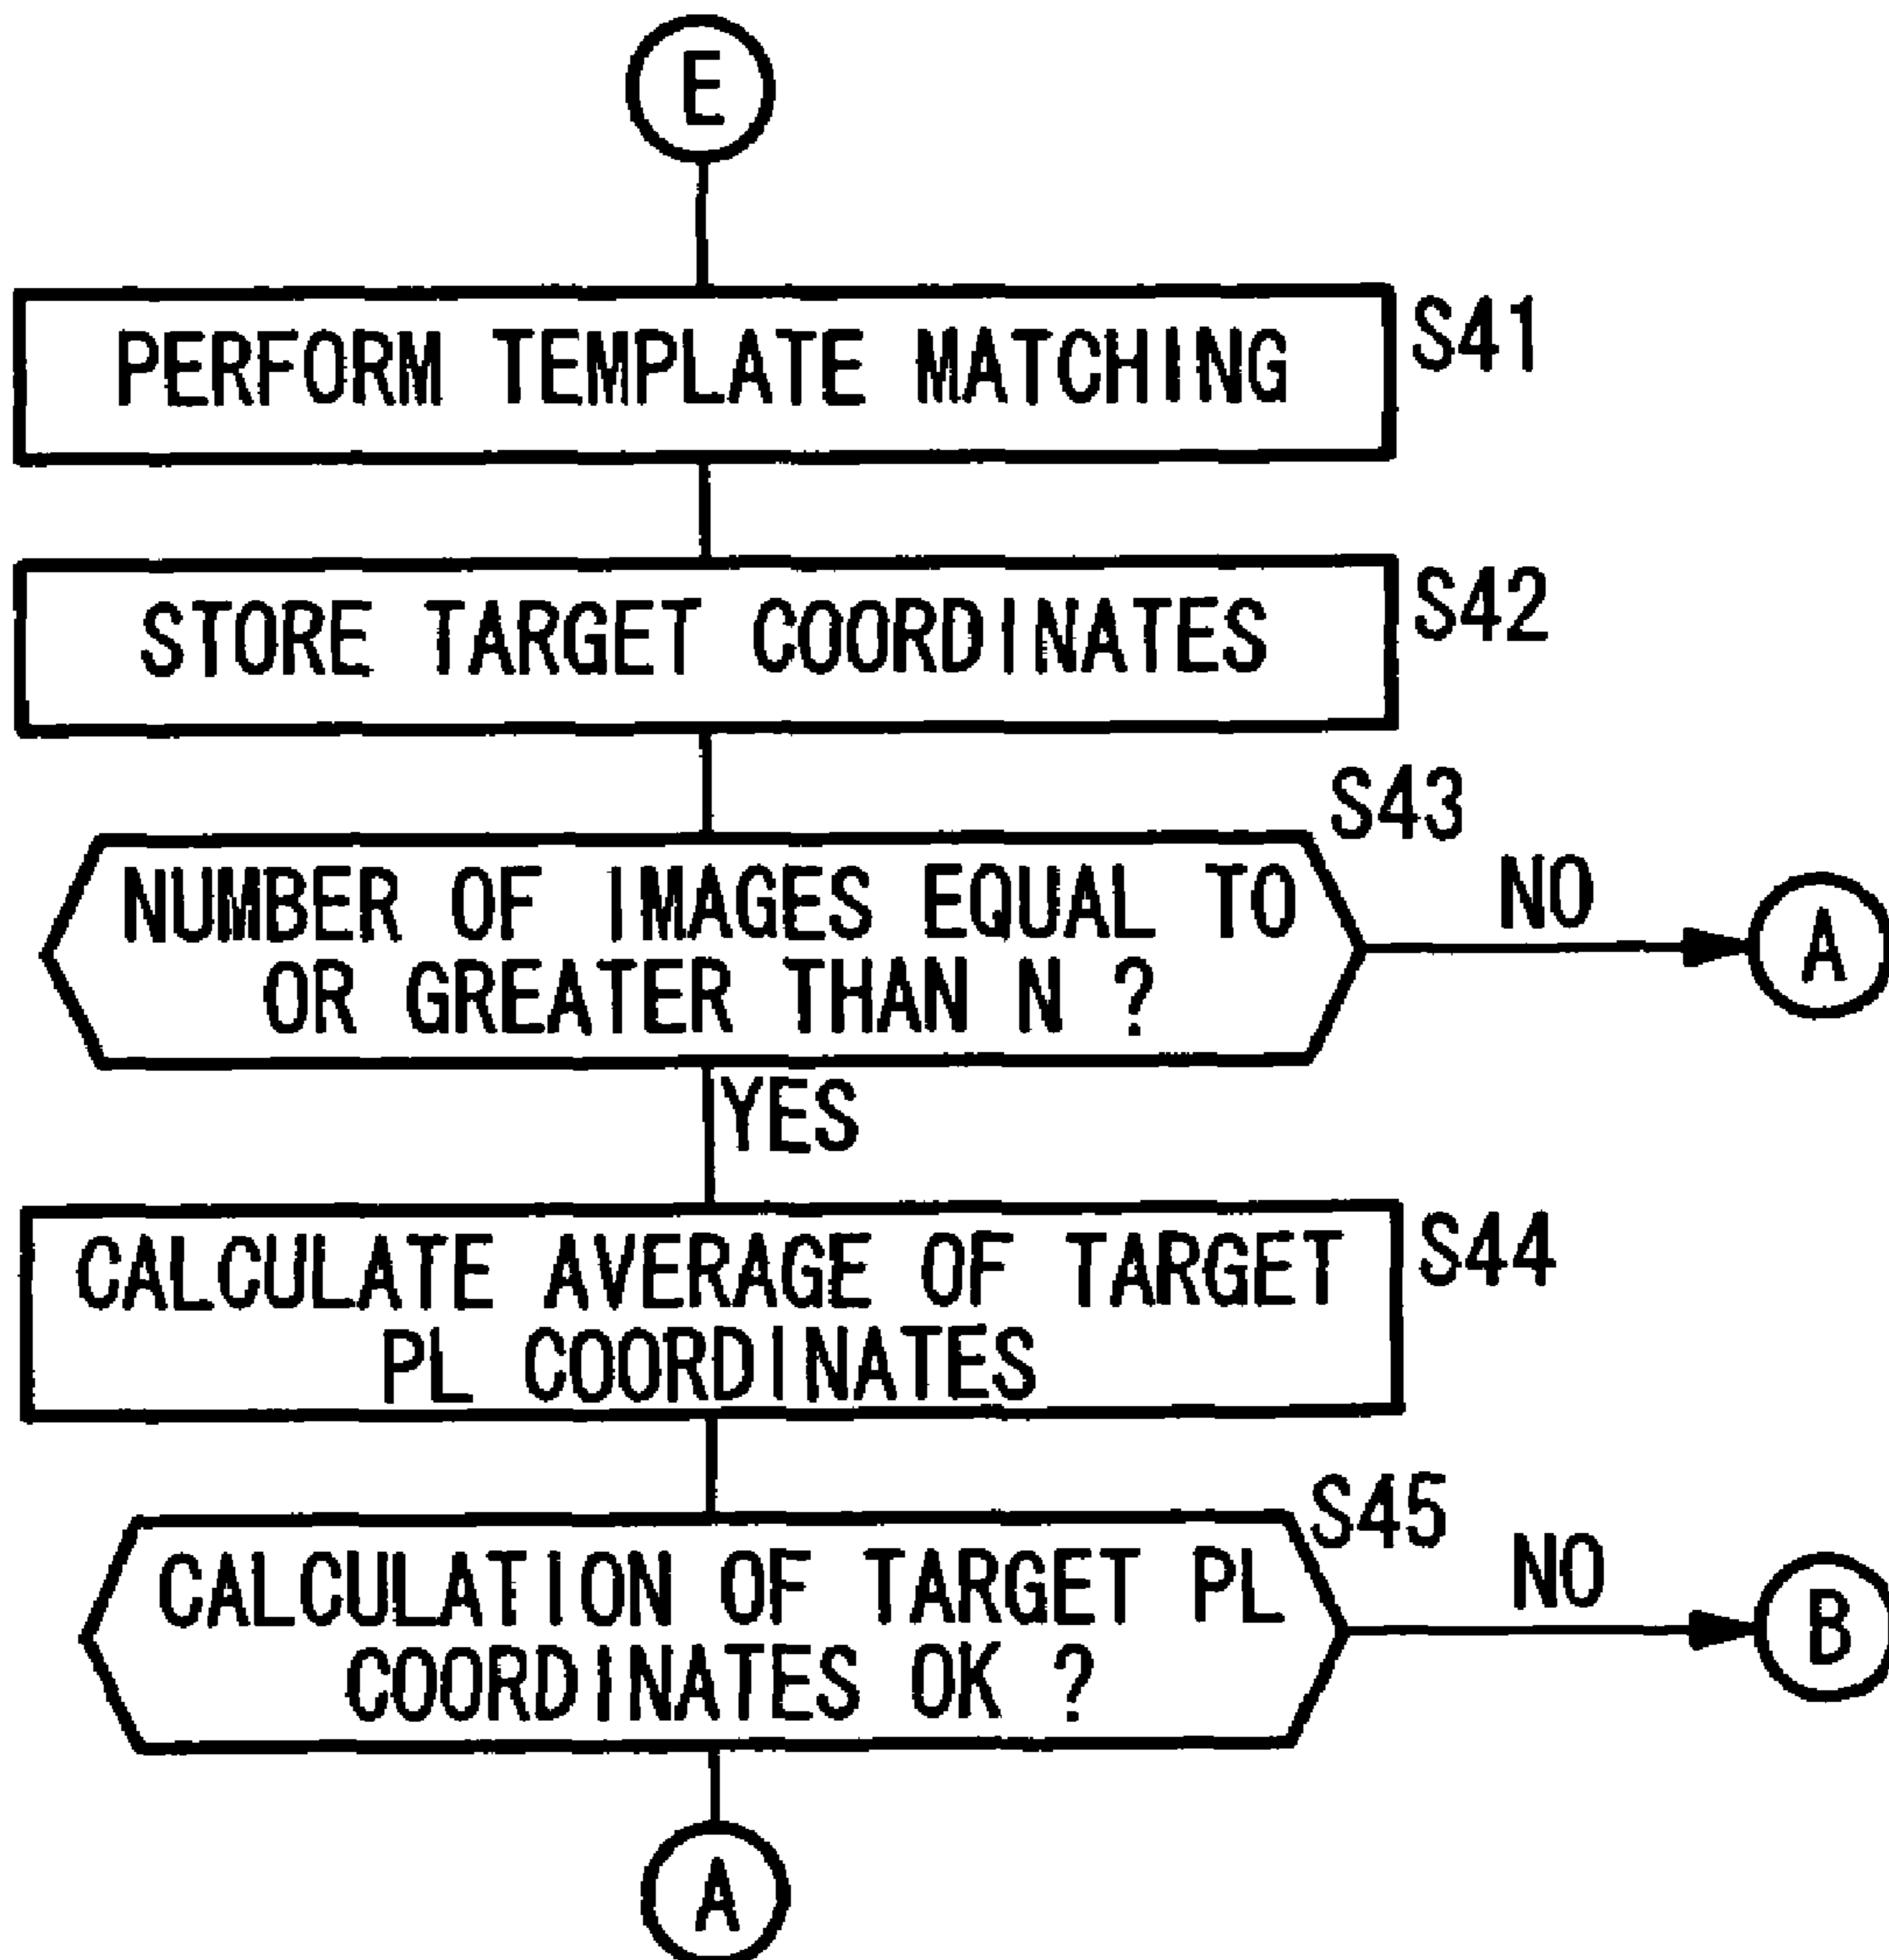 E
PERFORM TEMPLATE MATCHING
S41
STORE TARGET COORDINATES
S42
S43
NUMBER OF IMAGES EQUAL TO
OR GREATER THAN N ?
NO
A
YES
CALCULATE AVERAGE OF TARGET
PL COORDINATES
S44
S45
CALCULATION OF TARGET PL
COORDINATES OK ?
NO
B
A